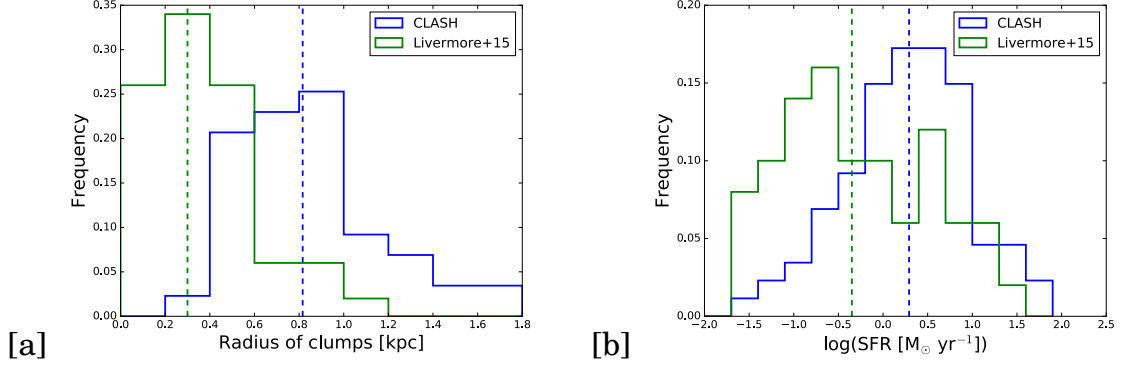 0.35
0.30
0.25
0.20
0.15
0.10
0.05
0.00
Frequency
0.0 0.2 0.4 0.6 0.8 1.0 1.2 1.4 1.6 1.8
Radius of clumps [kpc]
CLASH
Livermore+15
[a]
0.20
0.15
0.10
0.05
0.00
Frequency
−2.0 −1.5 −1.0 −0.5 0.0 0.5 1.0 1.5 2.0 2.5
log(SFR [M⊙ yr⁻¹])
CLASH
Livermore+15
[b]